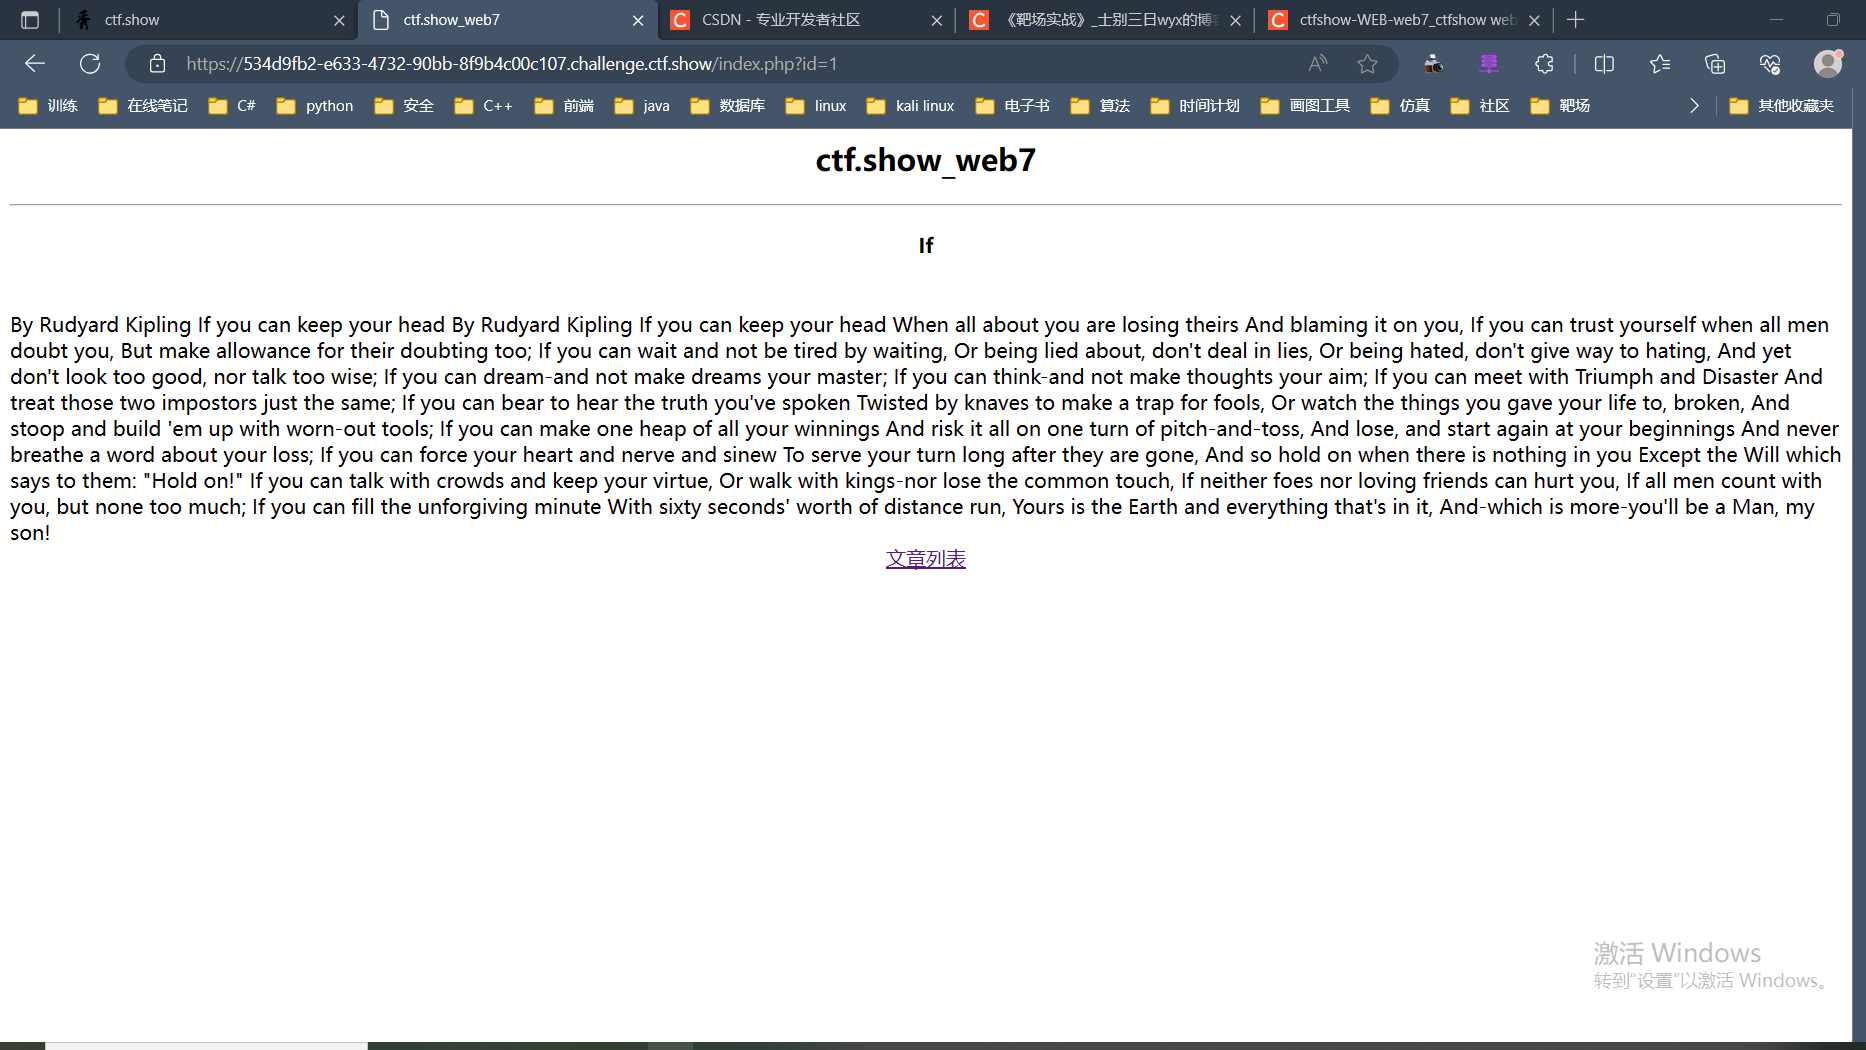 ctf.show
ctf.show_web7
CSDN - 专业开发者社区
《靶场实战》_士别三日wyx的博
ctfshow-WEB-web7_ctfshow web
https://534d9fb2-e633-4732-90bb-8f9b4c00c107.challenge.ctf.show/index.php?id=1
训练 在线笔记 C# python 安全 C++ 前端 java 数据库 linux kali linux 电子书 算法 时间计划 画图工具 仿真 社区 靶场 其他收藏夹
ctf.show_web7
If
By Rudyard Kipling If you can keep your head By Rudyard Kipling If you can keep your head When all about you are losing theirs And blaming it on you, If you can trust yourself when all men
doubt you, But make allowance for their doubting too; If you can wait and not be tired by waiting, Or being lied about, don't deal in lies, Or being hated, don't give way to hating, And yet
don't look too good, nor talk too wise; If you can dream-and not make dreams your master; If you can think-and not make thoughts your aim; If you can meet with Triumph and Disaster And
treat those two impostors just the same; If you can bear to hear the truth you've spoken Twisted by knaves to make a trap for fools, Or watch the things you gave your life to, broken, And
stoop and build 'em up with worn-out tools; If you can make one heap of all your winnings And risk it all on one turn of pitch-and-toss, And lose, and start again at your beginnings And never
breathe a word about your loss; If you can force your heart and nerve and sinew To serve your turn long after they are gone, And so hold on when there is nothing in you Except the Will which
says to them: "Hold on!" If you can talk with crowds and keep your virtue, Or walk with kings-nor lose the common touch, If neither foes nor loving friends can hurt you, If all men count with
you, but none too much; If you can fill the unforgiving minute With sixty seconds' worth of distance run, Yours is the Earth and everything that's in it, And-which is more-you'll be a Man, my
son!
文章列表
激活 Windows
转到"设置"以激活 Windows。